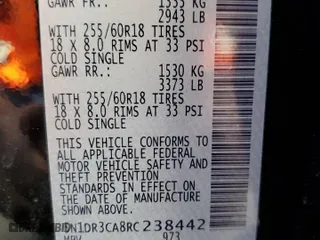 GAWR FR.: 1335 KG
2943 LB
WITH 255/60R18 TIRES
18 X 8.0 RIMS AT 33 PSI
COLD SINGLE
GAWR RR.: 1530 KG
3373 LB
WITH 255/60R18 TIRES
18 X 8.0 RIMS AT 33 PSI
COLD SINGLE
THIS VEHICLE CONFORMS TO
ALL APPLICABLE FEDERAL
MOTOR VEHICLE SAFETY AND
THEFT PREVENTION
STANDARDS IN EFFECT ON
THE DATE OF MANUFACTURE
SHOWN ABOVE.
N1DR3CA8RC238442
MPV 973